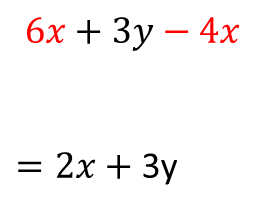 6x + 3y − 4x
= 2x + 3y